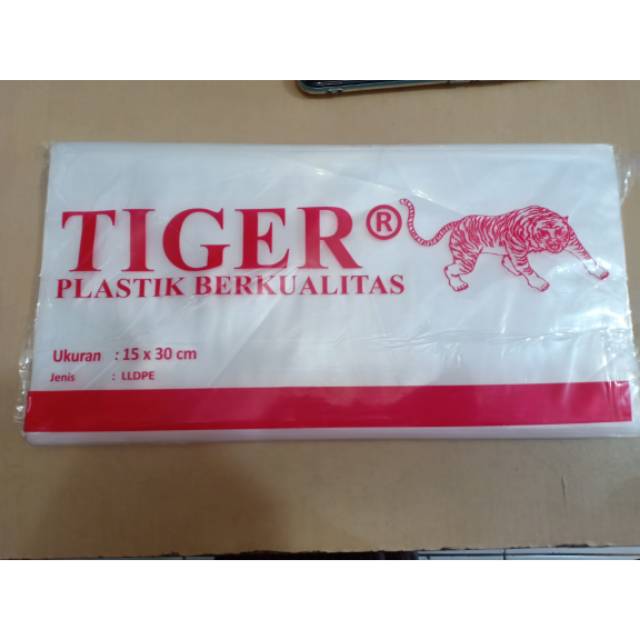 TIGER®
PLASTIK BERKUALITAS
Ukuran : 15 x 30 cm
Jenis : LLDPE